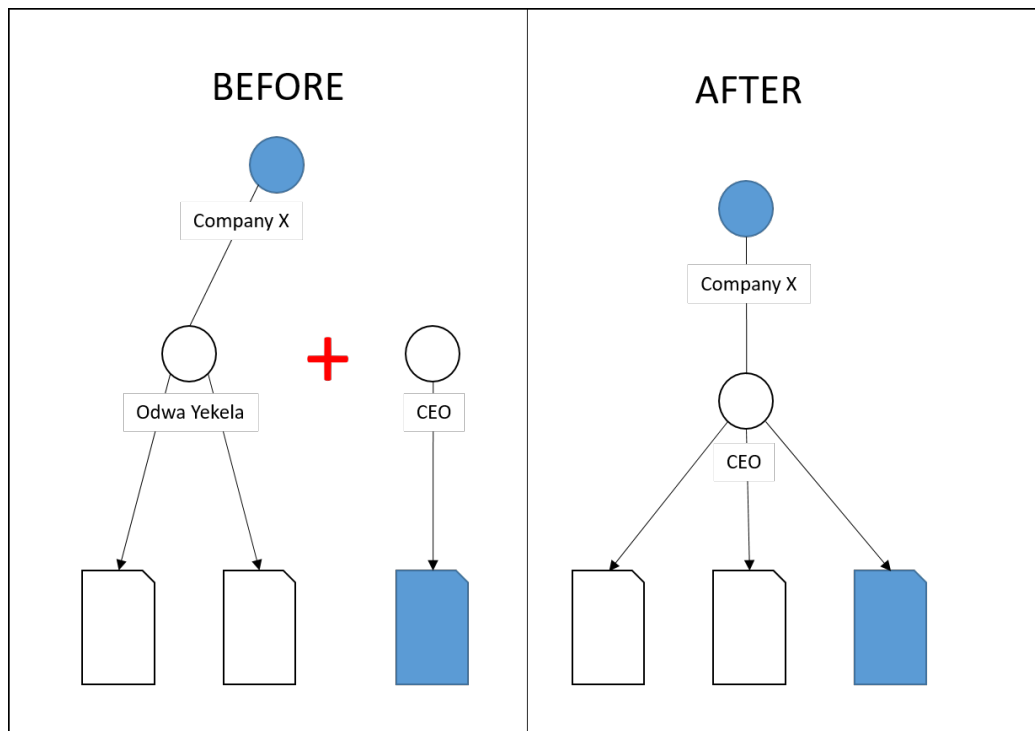 BEFORE
Company X
Odwa Yekela
CEO
AFTER
Company X
CEO